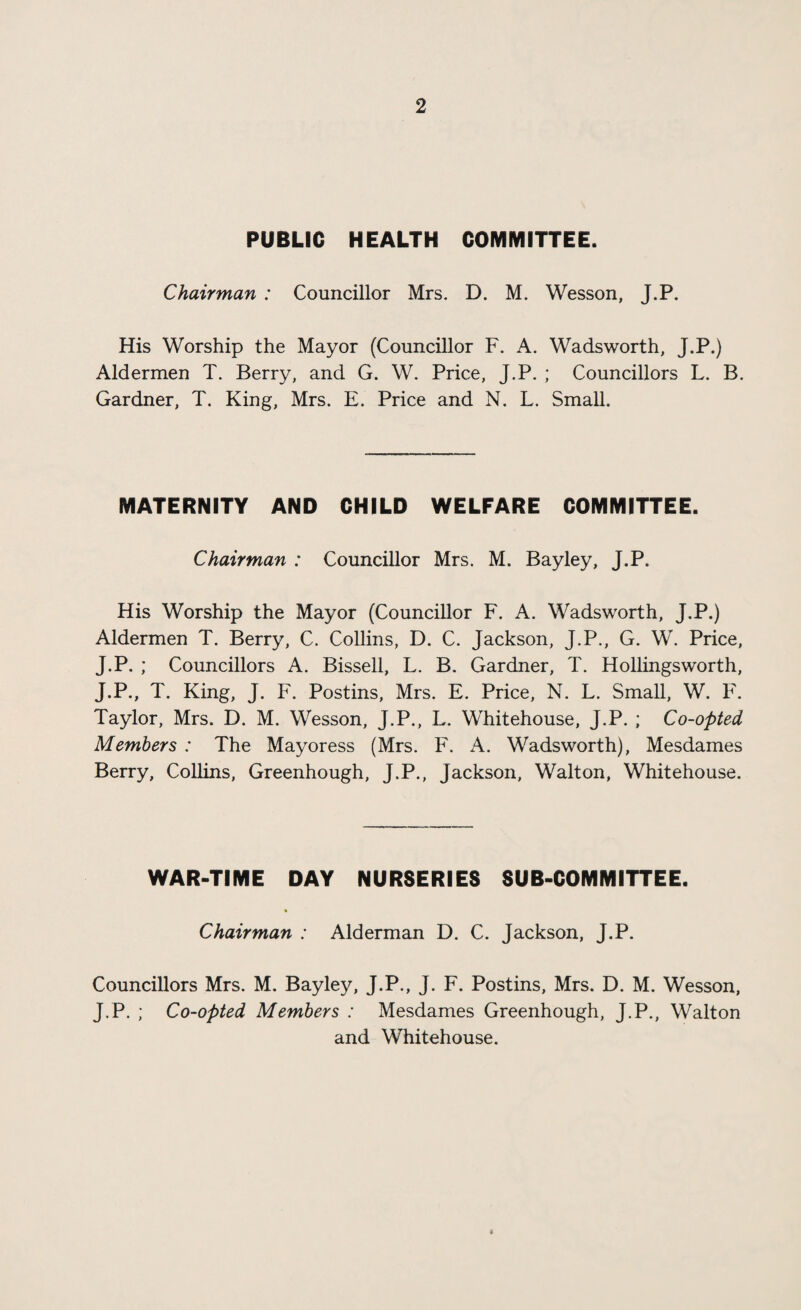 2
PUBLIC HEALTH COMMITTEE.
Chairman : Councillor Mrs. D. M. Wesson, J.P.
His Worship the Mayor (Councillor F. A. Wadsworth, J.P.)
Aldermen T. Berry, and G. W. Price, J.P. ; Councillors L. B.
Gardner, T. King, Mrs. E. Price and N. L. Small.
MATERNITY AND CHILD WELFARE COMMITTEE.
Chairman : Councillor Mrs. M. Bayley, J.P.
His Worship the Mayor (Councillor F. A. Wadsworth, J.P.)
Aldermen T. Berry, C. Collins, D. C. Jackson, J.P., G. W. Price,
J.P. ; Councillors A. Bissell, L. B. Gardner, T. Hollingsworth,
J.P., T. King, J. F. Postins, Mrs. E. Price, N. L. Small, W. F.
Taylor, Mrs. D. M. Wesson, J.P., L. Whitehouse, J.P. ; Co-opted
Members : The Mayoress (Mrs. F. A. Wadsworth), Mesdames
Berry, Collins, Greenhough, J.P., Jackson, Walton, Whitehouse.
WAR-TIME DAY NURSERIES SUB-COMMITTEE.
Chairman : Alderman D. C. Jackson, J.P.
Councillors Mrs. M. Bayley, J.P., J. F. Postins, Mrs. D. M. Wesson,
J.P. ; Co-opted Members : Mesdames Greenhough, J.P., Walton
and Whitehouse.